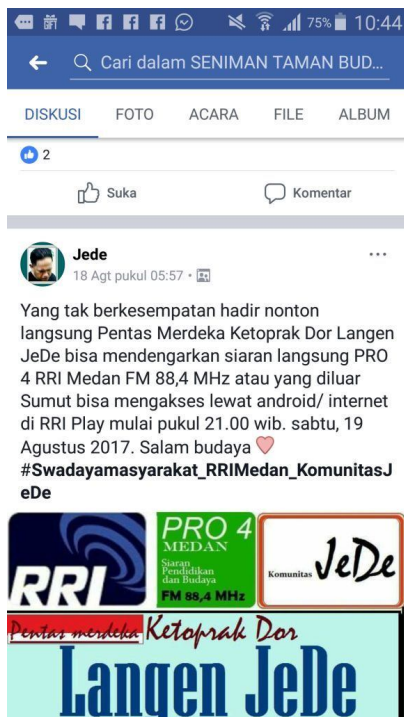 75% 10:44
Cari dalam SENIMAN TAMAN BUD...
DISKUSI FOTO ACARA FILE ALBUM
2
Suka Komentar
Jede
18 Agt pukul 05:57
Yang tak berkesempatan hadir nonton
langsung Pentas Merdeka Ketoprak Dor Langen
JeDe bisa mendengarkan siaran langsung PRO
4 RRI Medan FM 88,4 MHz atau yang diluar
Sumut bisa mengakses lewat android/ internet
di RRI Play mulai pukul 21.00 wib. sabtu, 19
Agustus 2017. Salam budaya
#Swadayamasyarakat_RRIMedan_KomunitasJ
eDe
RRI
PRO 4
MEDAN
Siaran
Pendidikan
dan Budaya
FM 88,4 MHz
Komunitas JeDe
Pentas merdeka Ketoprak Dor
Langen JeDe